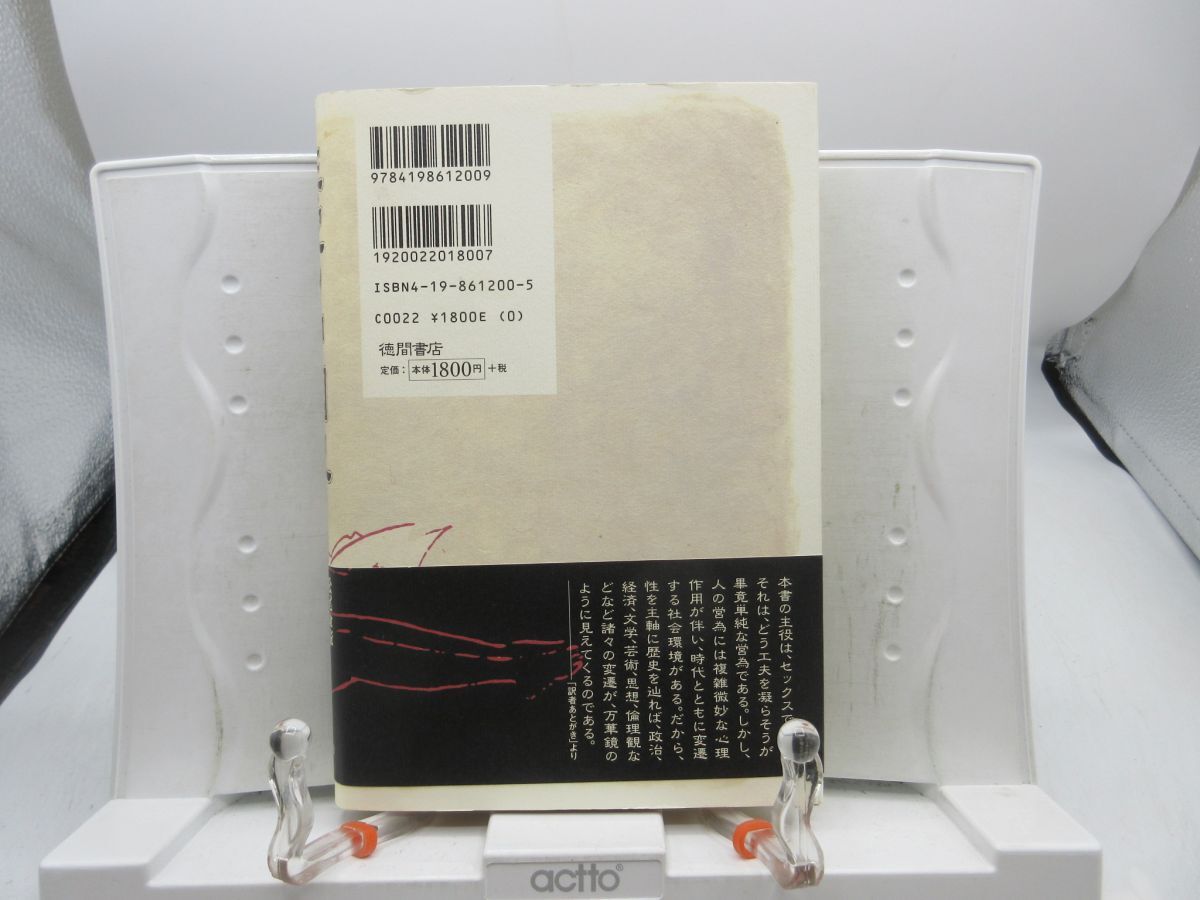 9784198612009
1920022018007
ISBN4-19-861200-5
C0022 ¥1800E (0)
徳間書店
定価：本体1800円+税
本書の主役は、セックスで
それは、どう工夫を凝らそうが
畢竟単純な営為である。しかし、
人の営為には複雑微妙な心理
作用が伴い、時代とともに変遷
する社会環境がある。だから、
性を主軸に歴史を辿れば、政治、
経済、文学、芸術、思想、倫理観な
どなど諸々の変遷が、万華鏡の
ように見えてくるのである。
——「訳者あとがき」より
actto®